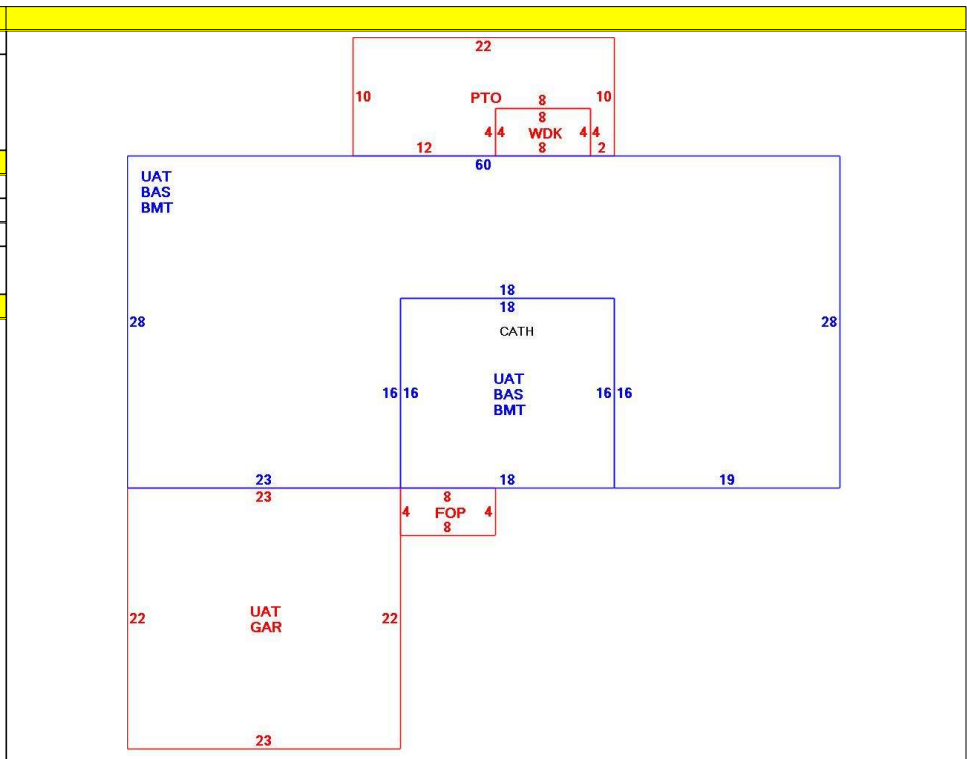 22
10 PTO 8 10
8
4 4 WDK 4 4
12 8 2
60
UAT
BAS
BMT
18
18
28 CATH 28
UAT
16 16 BAS 16 16
BMT
23 18 19
23 8
4 FOP 4
8
UAT
22 GAR 22
23